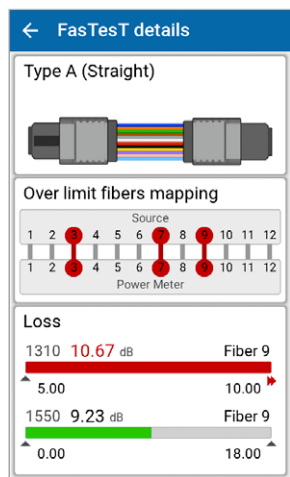 FasTesT details
Type A (Straight)
Over limit fibers mapping
Source
1 2 3 4 5 6 7 8 9 10 11 12
1 2 3 4 5 6 7 8 9 10 11 12
Power Meter
Loss
1310 10.67 dB Fiber 9
5.00 10.00
1550 9.23 dB Fiber 9
0.00 18.00